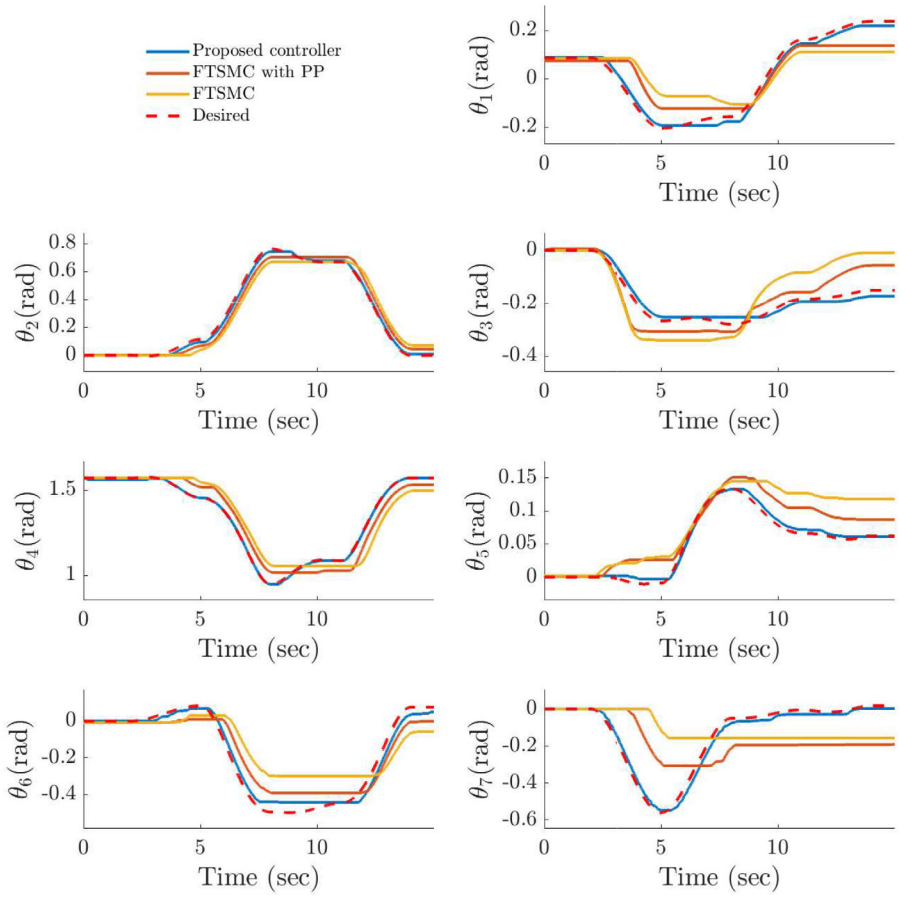 Proposed controller
FTSMC with PP
FTSMC
Desired
θ1(rad)
0.2
0
-0.2
0 5 10
Time (sec)
θ2(rad)
0.8
0.6
0.4
0.2
0
0 5 10
Time (sec)
θ3(rad)
0
-0.2
-0.4
0 5 10
Time (sec)
θ4(rad)
1.5
1
0 5 10
Time (sec)
θ5(rad)
0.15
0.1
0.05
0
0 5 10
Time (sec)
θ6(rad)
0
-0.2
-0.4
0 5 10
Time (sec)
θ7(rad)
0
-0.2
-0.4
-0.6
0 5 10
Time (sec)